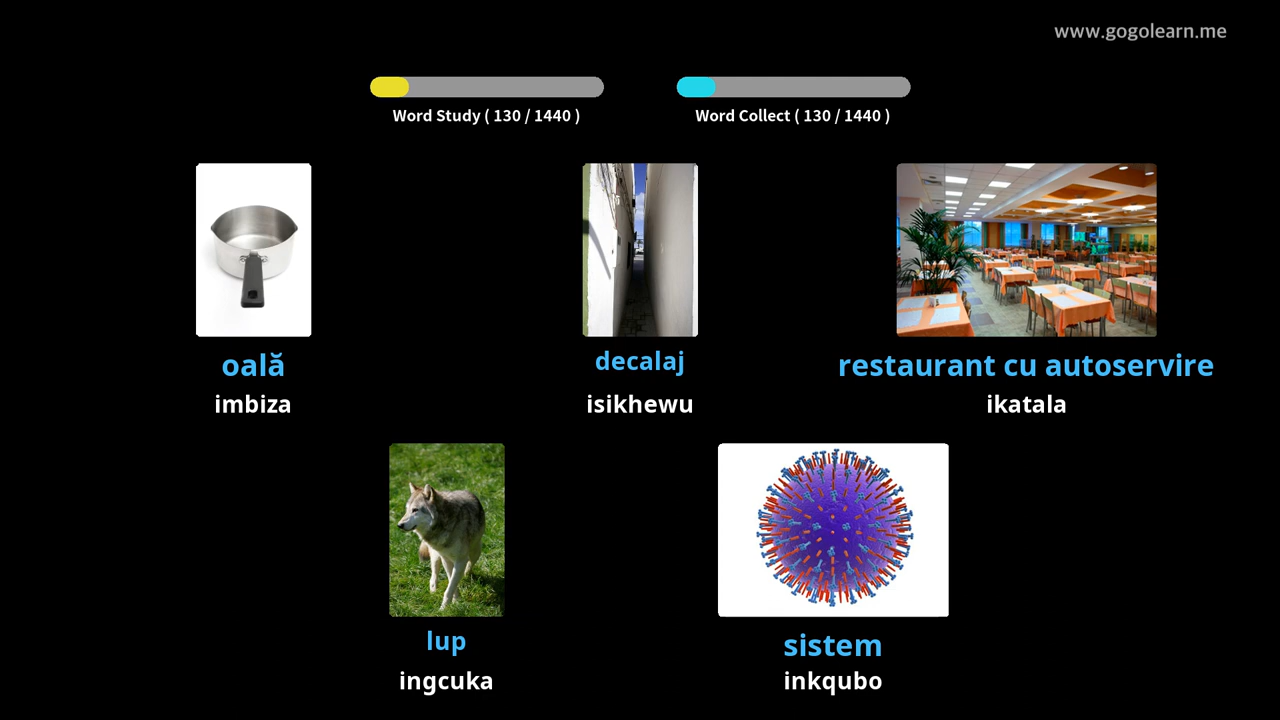 www.gogolearn.me
Word Study ( 130 / 1440 )
Word Collect ( 130 / 1440 )
oală
imbiza
decalaj
isikhewu
restaurant cu autoservire
ikatala
lup
ingcuka
sistem
inkqubo